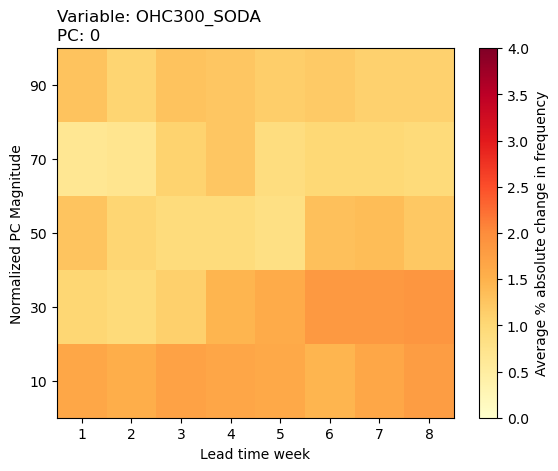 Variable: OHC300_SODA
PC: 0
90
70
50
30
10
Normalized PC Magnitude
1 2 3 4 5 6 7 8
Lead time week
4.0
3.5
3.0
2.5
2.0
1.5
1.0
0.5
0.0
Average % absolute change in frequency